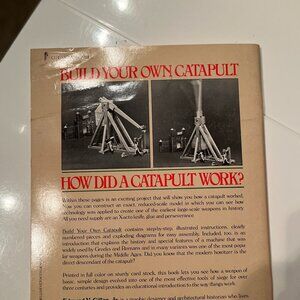 BUILD YOUR OWN CATAPULT
HOW DID A CATAPULT WORK?
Within these pages is an exciting project that will show you how a catapult worked.
Now you can construct an exact, reduced-scale model in which you can see how
technology was applied to create one of the earliest large-scale weapons in history.
All you need supply are an X-acto knife, glue and perseverance.
Build Your Own Catapult contains step-by-step, illustrated instructions, clearly
numbered pieces and exploding diagrams for easy assembly. Included, too, is an
introduction that explains the history and special features of a machine that was
widely used by Greeks and Romans and in many variants was one of the most popu-
lar weapons during the Middle Ages. Did you know that the modern howitzer is the
direct descendant of the catapult?
Printed in full color on sturdy card stock, this book lets you see how a weapon of
basic, simple design evolved into one of the most effective tools of siege for over
years and provides an educational introduction to the way things work.